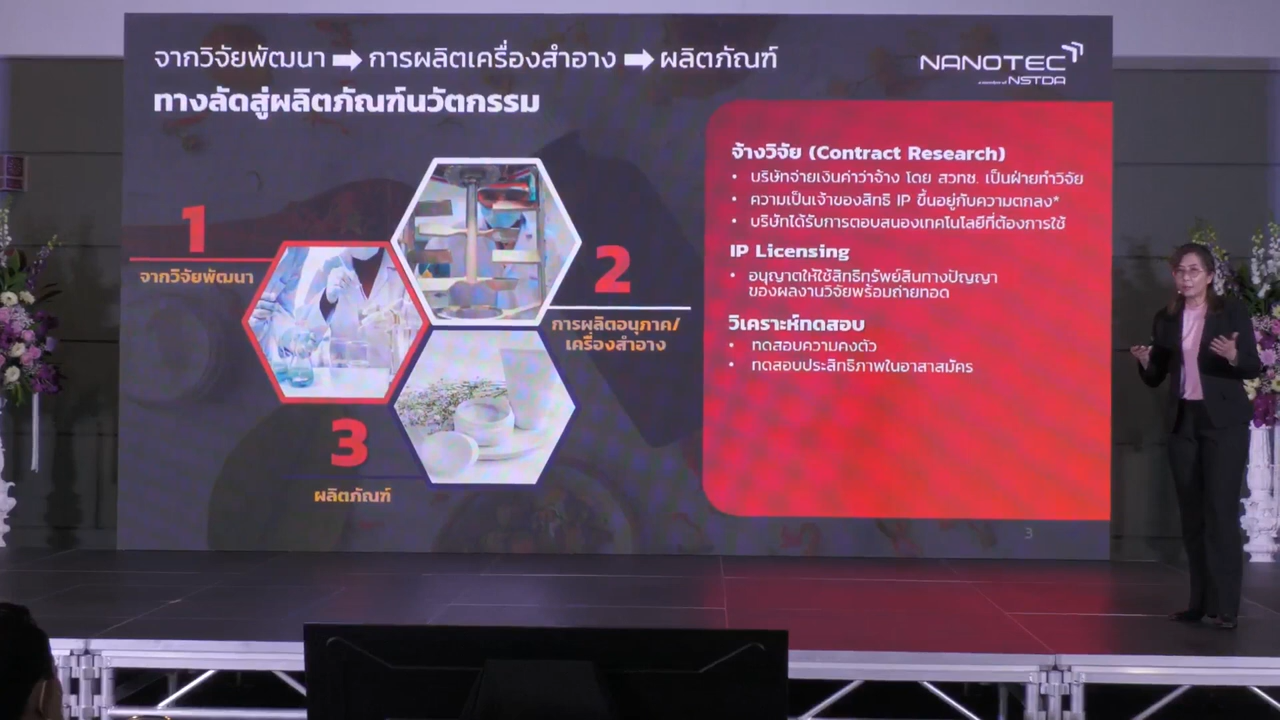 จากวิจัยพัฒนา ➡ การผลิตเครื่องสำอาง ➡ ผลิตภัณฑ์
ทางลัดสู่ผลิตภัณฑ์นวัตกรรม
NANOTEC
a member of NSTDA
1
จากวิจัยพัฒนา
2
การผลิตอนุภาค/
เครื่องสำอาง
3
ผลิตภัณฑ์
จ้างวิจัย (Contract Research)
• บริษัทจ่ายเงินค่าว่าจ้าง โดย สวทช. เป็นฝ่ายทำวิจัย
• ความเป็นเจ้าของสิทธิ IP ขึ้นอยู่กับความตกลง*
• บริษัทได้รับการตอบสนองเทคโนโลยีที่ต้องการใช้
IP Licensing
• อนุญาตให้ใช้สิทธิทรัพย์สินทางปัญญา
ของผลงานวิจัยพร้อมถ่ายทอด
วิเคราะห์ทดสอบ
• ทดสอบความคงตัว
• ทดสอบประสิทธิภาพในอาสาสมัคร
3